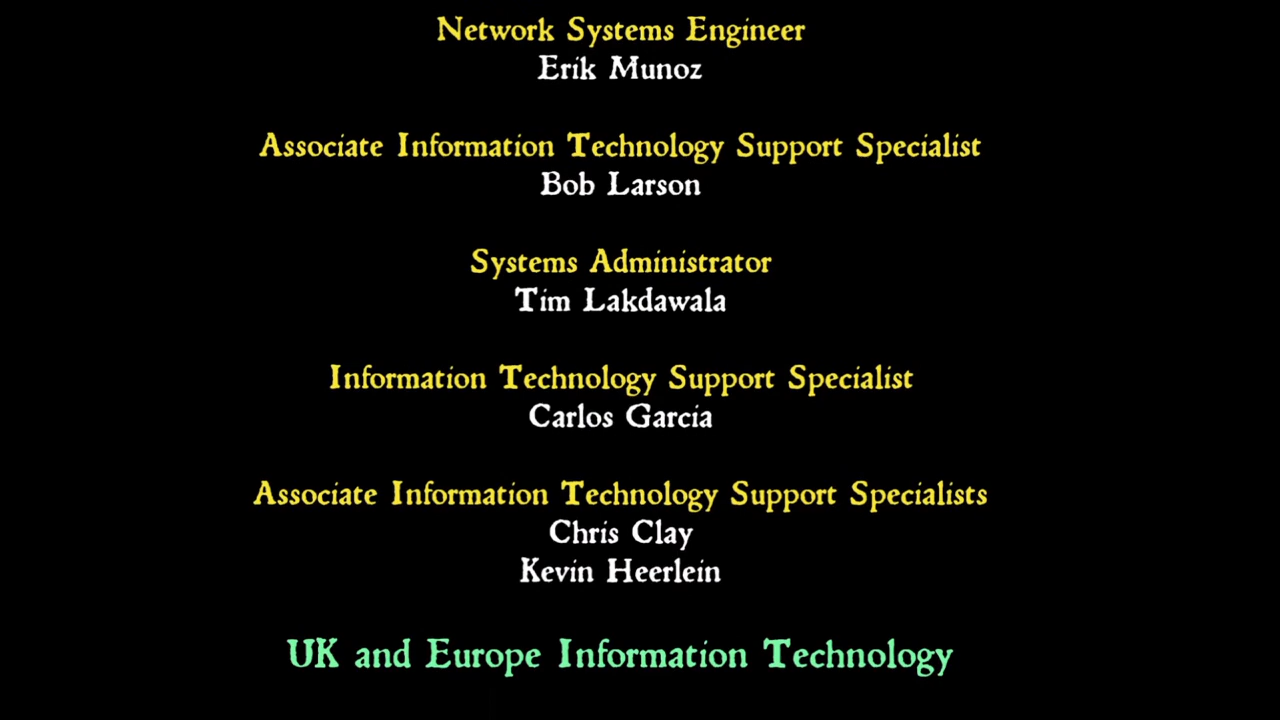 Network Systems Engineer
Erik Munoz
Associate Information Technology Support Specialist
Bob Larson
Systems Administrator
Tim Lakdawala
Information Technology Support Specialist
Carlos Garcia
Associate Information Technology Support Specialists
Chris Clay
Kevin Heerlein
UK and Europe Information Technology